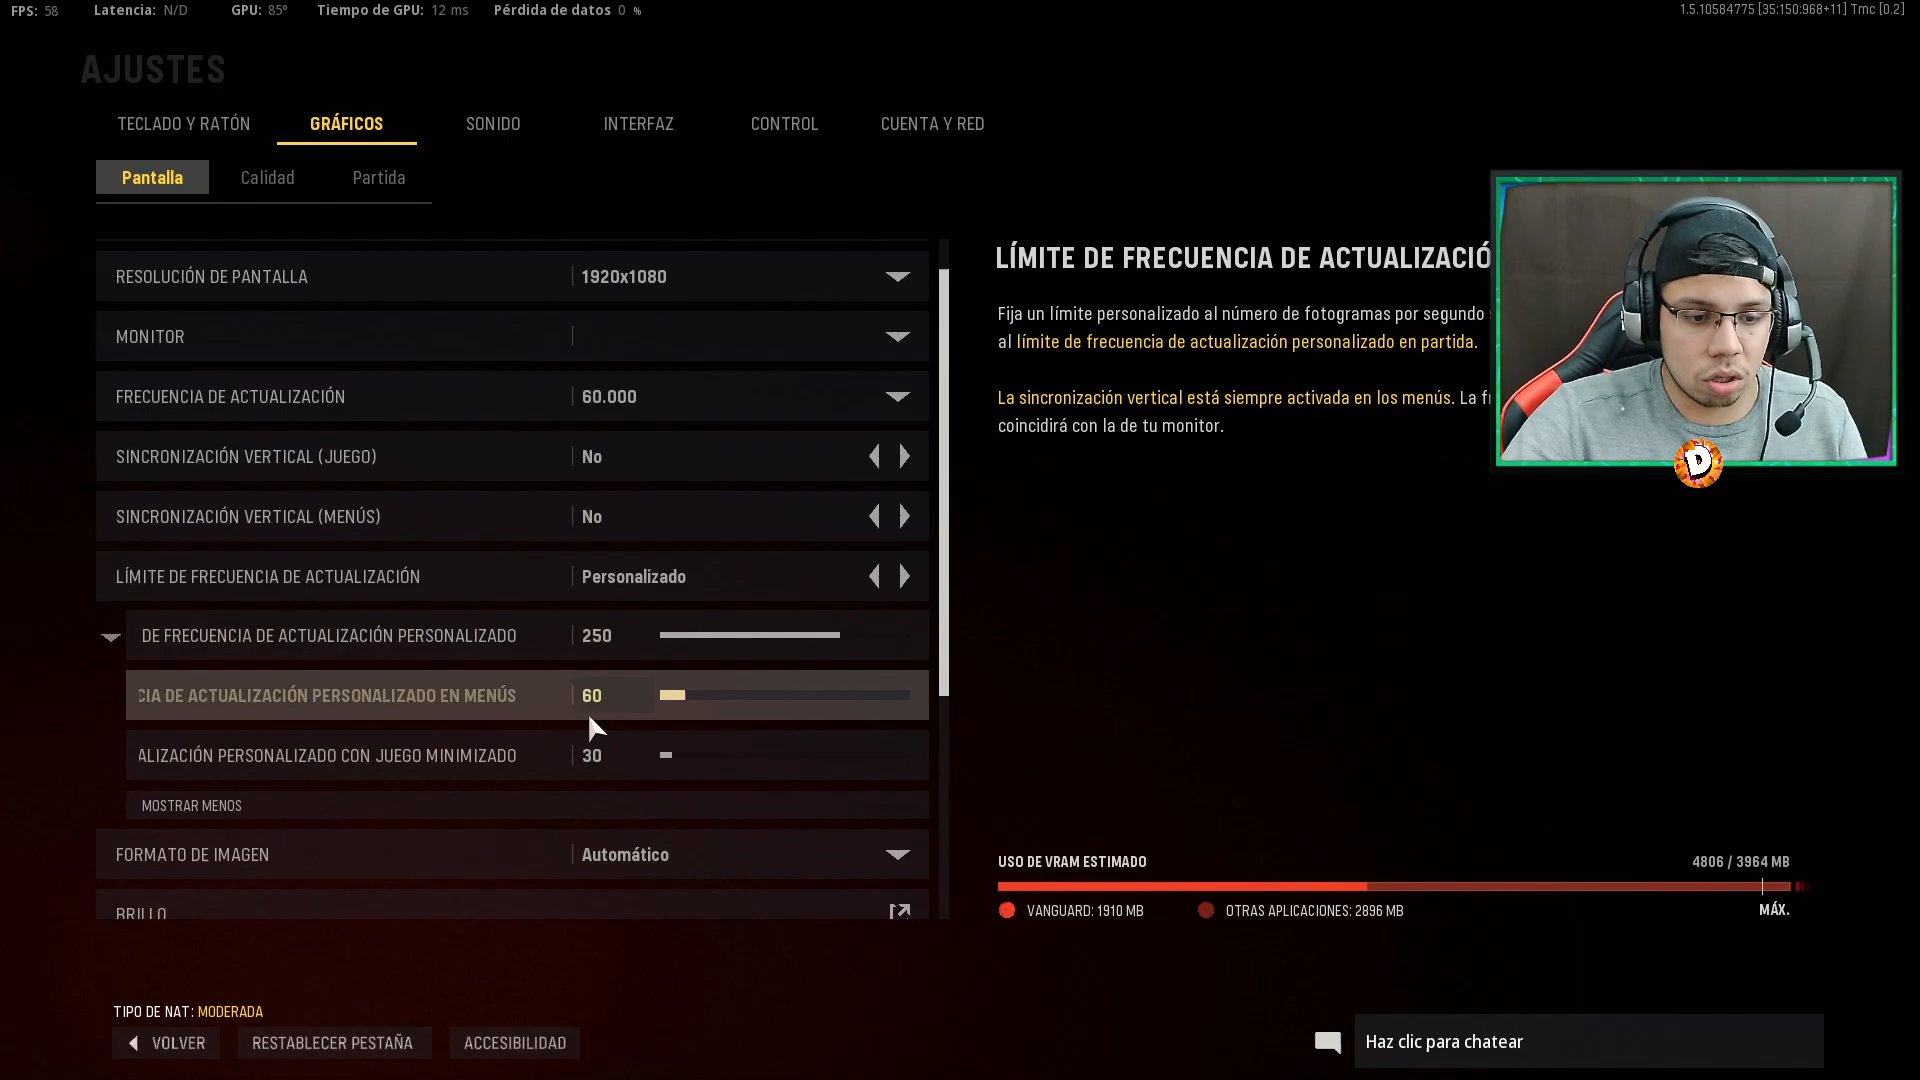 FPS: 58 Latencia: N/D GPU: 85° Tiempo de GPU: 12 ms Pérdida de datos 0 %
1.5.10584775 [35:150:968+11] Tmc [0.2]
AJUSTES
TECLADO Y RATÓN GRÁFICOS SONIDO INTERFAZ CONTROL CUENTA Y RED
Pantalla Calidad Partida
RESOLUCIÓN DE PANTALLA 1920x1080
MONITOR
FRECUENCIA DE ACTUALIZACIÓN 60.000
SINCRONIZACIÓN VERTICAL (JUEGO) No
SINCRONIZACIÓN VERTICAL (MENÚS) No
LÍMITE DE FRECUENCIA DE ACTUALIZACIÓN Personalizado
DE FRECUENCIA DE ACTUALIZACIÓN PERSONALIZADO 250
CIA DE ACTUALIZACIÓN PERSONALIZADO EN MENÚS 60
ALIZACIÓN PERSONALIZADO CON JUEGO MINIMIZADO 30
MOSTRAR MENOS
FORMATO DE IMAGEN Automático
BRILLO
LÍMITE DE FRECUENCIA DE ACTUALIZACIÓ
Fija un límite personalizado al número de fotogramas por segundo
al límite de frecuencia de actualización personalizado en partida.
La sincronización vertical está siempre activada en los menús. La
coincidirá con la de tu monitor.
D
USO DE VRAM ESTIMADO 4806 / 3964 MB
VANGUARD: 1910 MB OTRAS APLICACIONES: 2896 MB MÁX.
TIPO DE NAT: MODERADA
VOLVER RESTABLECER PESTAÑA ACCESIBILIDAD
Haz clic para chatear